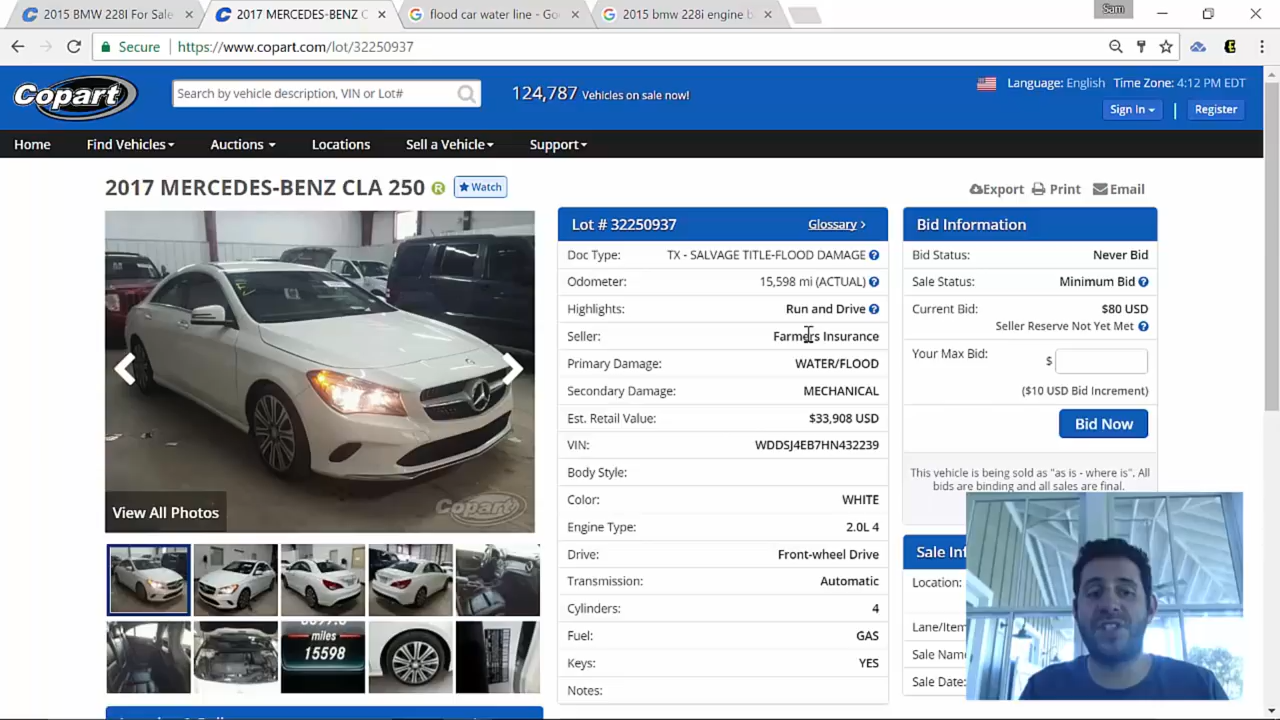 BMW 228I For Sale
2017 MERCEDES-BENZ C
flood car water line - Go
2015 bmw 228i engine b
Sam
Secure
https://www.copart.com/lot/32250937
Copart
Search by vehicle description, VIN or Lot#
124,787 Vehicles on sale now!
Language: English Time Zone: 4:12 PM EDT
Sign In
Register
Home
Find Vehicles
Auctions
Locations
Sell a Vehicle
Support
2017 MERCEDES-BENZ CLA 250 R
Watch
Export
Print
Email
View All Photos
Copart
miles
15598
Lot # 32250937
Glossary >
Doc Type: TX - SALVAGE TITLE-FLOOD DAMAGE ?
Odometer: 15,598 mi (ACTUAL) ?
Highlights: Run and Drive ?
Seller: Farmers Insurance
Primary Damage: WATER/FLOOD
Secondary Damage: MECHANICAL
Est. Retail Value: $33,908 USD
VIN: WDDSJ4EB7HN432239
Body Style:
Color: WHITE
Engine Type: 2.0L 4
Drive: Front-wheel Drive
Transmission: Automatic
Cylinders: 4
Fuel: GAS
Keys: YES
Notes:
Bid Information
Bid Status: Never Bid
Sale Status: Minimum Bid ?
Current Bid: $80 USD
Seller Reserve Not Yet Met ?
Your Max Bid: $
($10 USD Bid Increment)
Bid Now
This vehicle is being sold as "as is - where is". All
bids are binding and all sales are final.
Sale Inf
Location:
Lane/Item
Sale Nam
Sale Date: